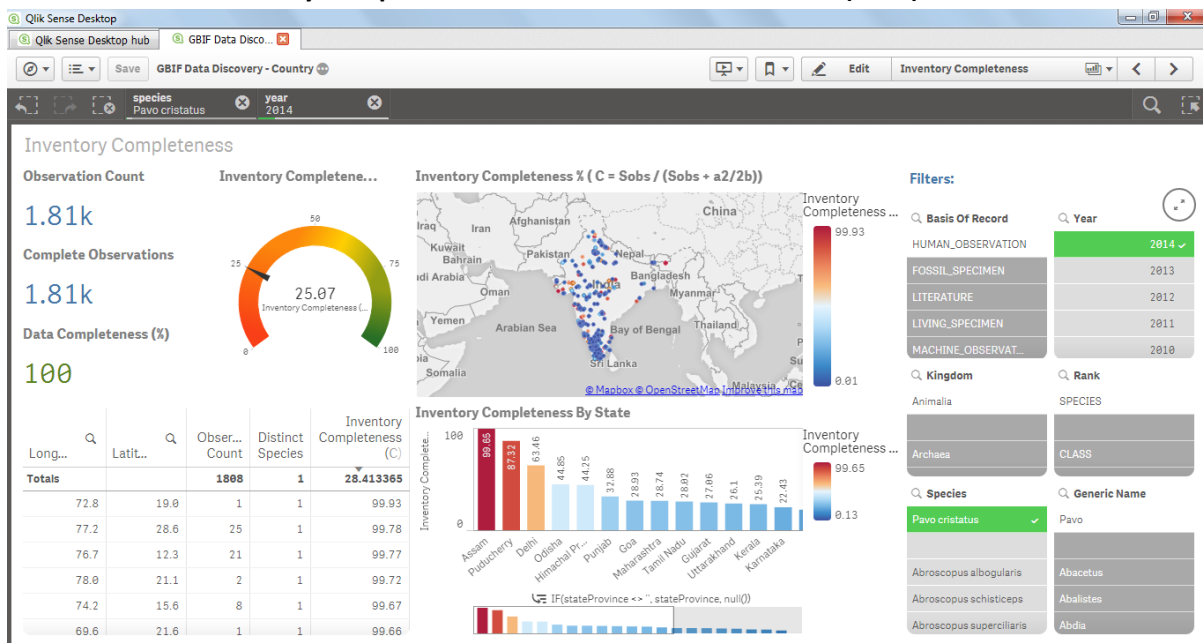 Qlik Sense Desktop
Qlik Sense Desktop hub
GBIF Data Disco...
Save
GBIF Data Discovery - Country
Edit
Inventory Completeness
species
Pavo cristatus
year
2014
Inventory Completeness
Observation Count
1.81k
Complete Observations
1.81k
Data Completeness (%)
100
Inventory Completene...
0
25
50
75
100
25.07
Inventory Completeness (...
Inventory Completeness % ( C = Sobs / (Sobs + a2/2b))
Iraq
Iran
Afghanistan
China
Kuwait
Bahrain
Pakistan
Nepal
udi Arabia
Oman
India
Bangladesh
Myanmar
Yemen
Arabian Sea
Bay of Bengal
Thailand
Sri Lanka
Somalia
Malaysia
© Mapbox © OpenStreetMap Improve this map
Inventory
Completeness ...
99.93
0.01
Long...
Latit...
Obser...
Count
Distinct
Species
Inventory
Completeness
(C)
Totals 1808 1 28.413365
72.8 19.0 1 1 99.93
77.2 28.6 25 1 99.78
76.7 12.3 21 1 99.77
78.0 21.1 2 1 99.72
74.2 15.6 8 1 99.67
69.6 21.6 1 1 99.66
Inventory Completeness By State
Inventory Complete...
100
0
99.65
87.32
63.46
44.85
44.25
32.88
28.93
28.74
28.02
27.06
26.1
25.39
22.43
Assam
Puducherry
Delhi
Odisha
Himachal Pr...
Punjab
Goa
Maharashtra
Tamil Nadu
Gujarat
Uttarakhand
Kerala
Karnataka
IF(stateProvince <> '', stateProvince, null())
Inventory
Completeness ...
99.65
0.13
Filters:
Basis Of Record
HUMAN_OBSERVATION
FOSSIL_SPECIMEN
LITERATURE
LIVING_SPECIMEN
MACHINE_OBSERVAT...
Year
2014
2013
2012
2011
2010
Kingdom
Animalia
Archaea
Rank
SPECIES
CLASS
Species
Pavo cristatus
Abroscopus albogularis
Abroscopus schisticeps
Abroscopus superciliaris
Generic Name
Pavo
Abacetus
Abalistes
Abdia